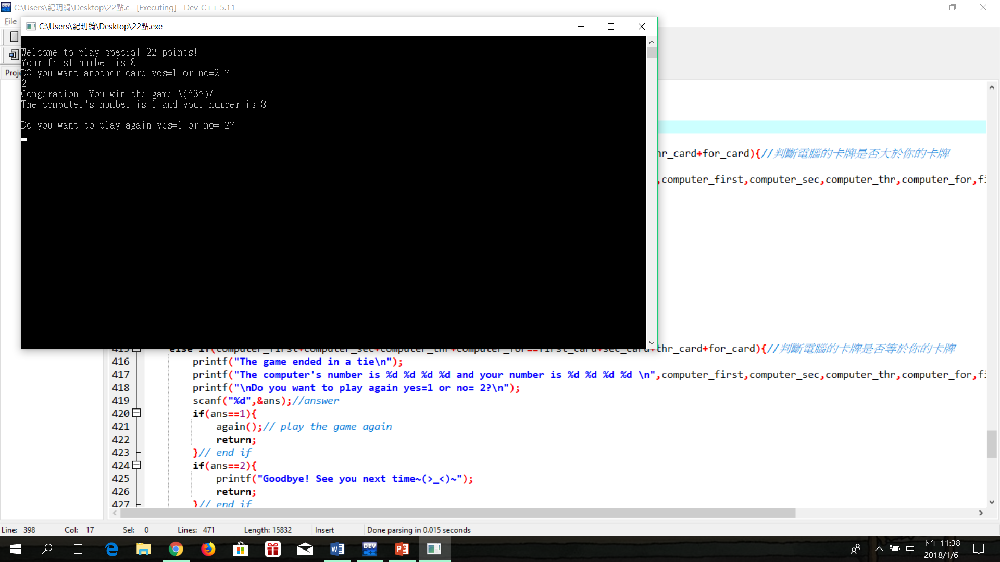 C:\Users\紀玥綺\Desktop\22點.c - [Executing] - Dev-C++ 5.11
File
C:\Users\紀玥綺\Desktop\22點.exe
Proje
Welcome to play special 22 points!
Your first number is 8
DO you want another card yes=1 or no=2 ?
2
Congeration! You win the game \(^3^)/
The computer's number is 1 and your number is 8
Do you want to play again yes=1 or no= 2?
hr_card+for_card){//判斷電腦的卡牌是否大於你的卡牌
,computer_first,computer_sec,computer_thr,computer_for,fi
415 else if(computer_first+computer_sec+computer_thr+computer_for==first_card+sec_card+thr_card+for_card){//判斷電腦的卡牌是否等於你的卡牌
416 printf("The game ended in a tie\n");
417 printf("The computer's number is %d %d %d %d and your number is %d %d %d %d \n",computer_first,computer_sec,computer_thr,computer_for,fi
418 printf("\nDo you want to play again yes=1 or no= 2?\n");
419 scanf("%d",&ans);//answer
420 if(ans==1){
421 again();// play the game again
422 return;
423 }// end if
424 if(ans==2){
425 printf("Goodbye! See you next time~(>_<)~");
426 return;
427 }// end if
Line: 398 Col: 17 Sel: 0 Lines: 471 Length: 15832 Insert Done parsing in 0.015 seconds
DEV
中
下午 11:38
2018/1/6